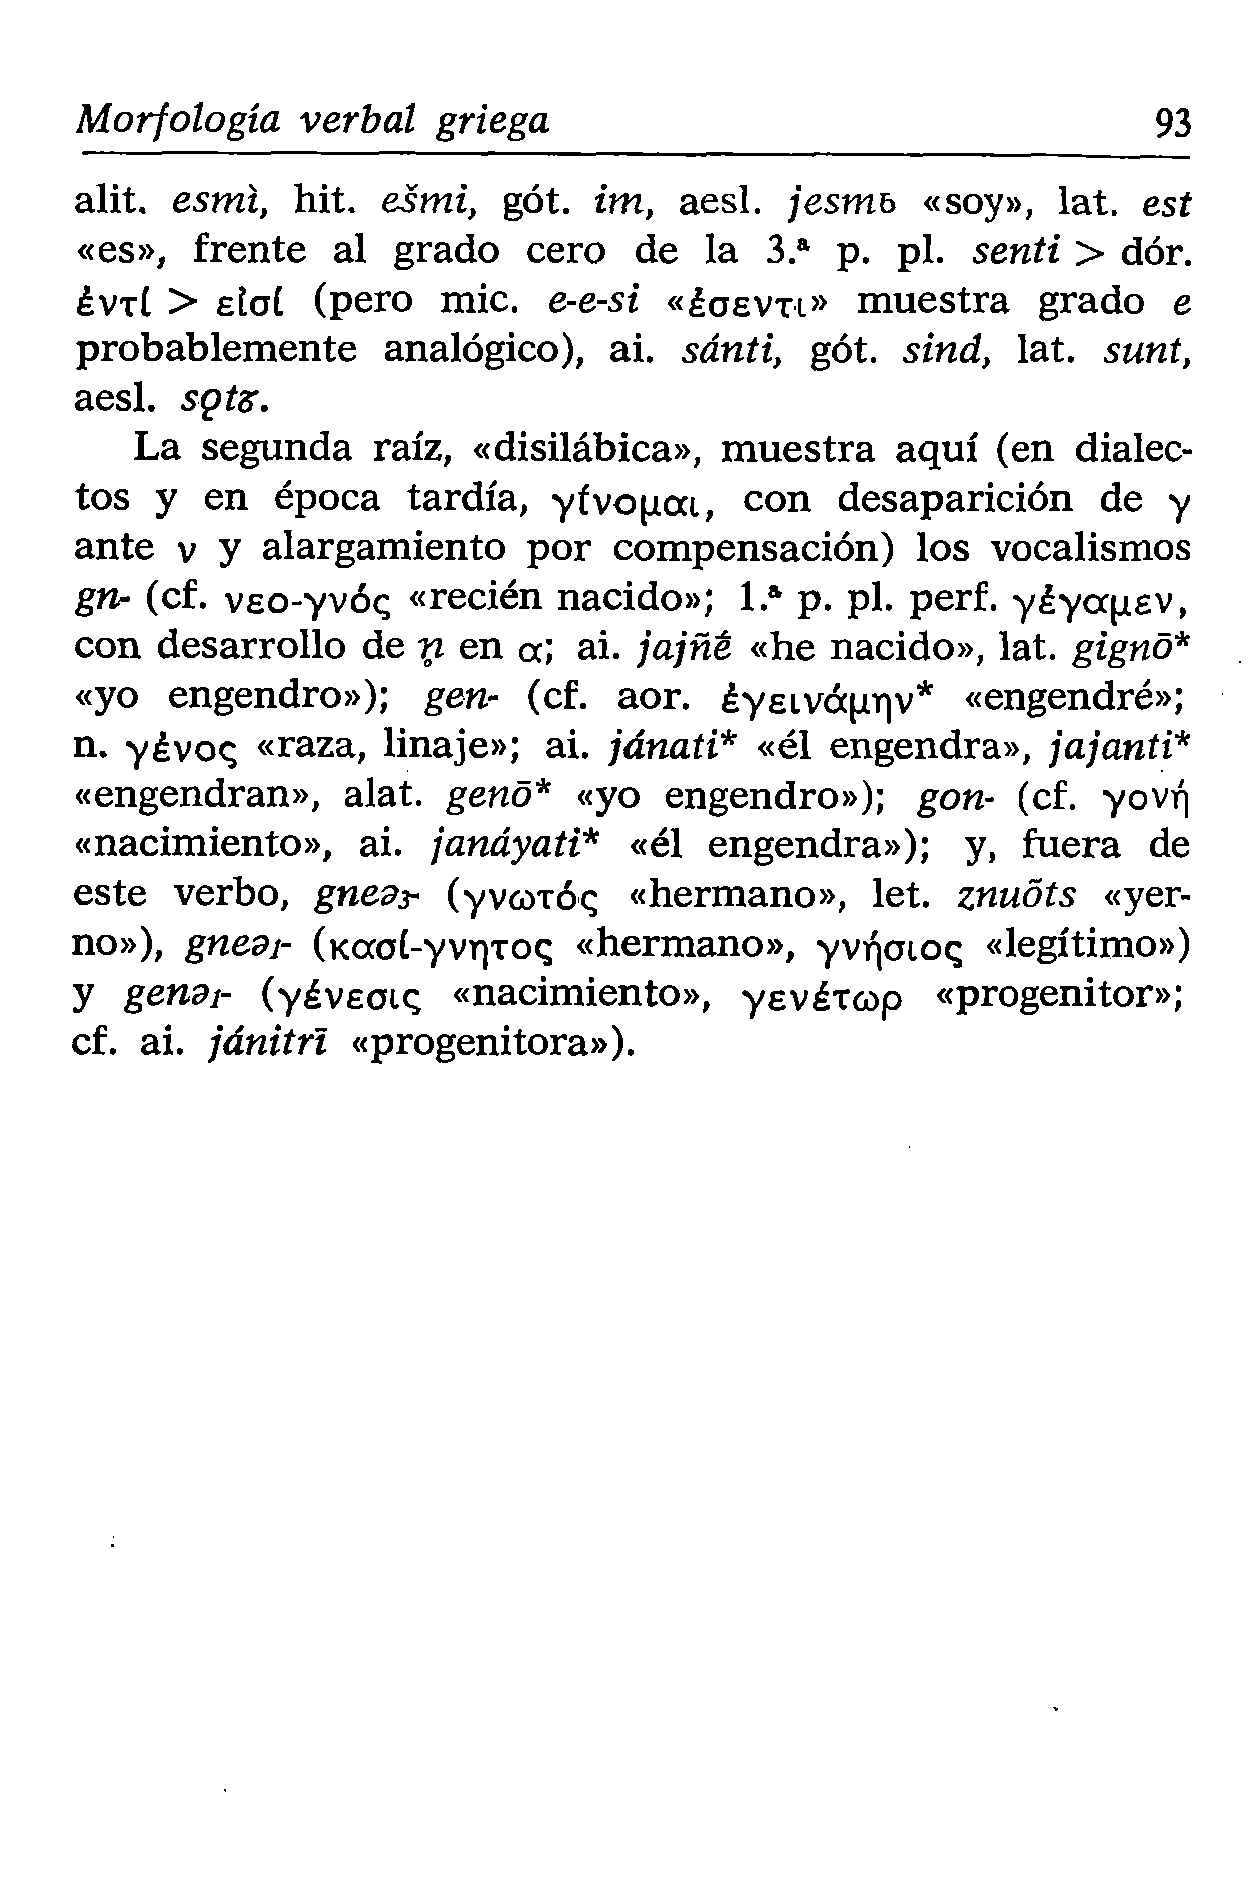 Morfología verbal griega 93
alit. esmì, hit. ešmi, gót. im, aesl. jesmь «soy», lat. est
«es», frente al grado cero de la 3.ª p. pl. senti > dór.
ἐντί > εἰσί (pero mic. e-e-si «ἐσεντι» muestra grado e
probablemente analógico), ai. sánti, gót. sind, lat. sunt,
aesl. sǫtъ.
La segunda raíz, «disilábica», muestra aquí (en dialec-
tos y en época tardía, γίνομαι, con desaparición de γ
ante ν y alargamiento por compensación) los vocalismos
gn- (cf. νεο-γνός «recién nacido»; 1.ª p. pl. perf. γέγαμεν,
con desarrollo de n̥ en α; ai. jajñé «he nacido», lat. gignō*
«yo engendro»); gen- (cf. aor. ἐγεινάμην* «engendré»;
n. γένος «raza, linaje»; ai. jánati* «él engendra», jajanti*
«engendran», alat. genō* «yo engendro»); gon- (cf. γονή
«nacimiento», ai. janáyati* «él engendra»); y, fuera de
este verbo, gneə₃- (γνωτός «hermano», let. znuõts «yer-
no»), gneə₁- (κασί-γνητος «hermano», γνήσιος «legítimo»)
y genə₁- (γένεσις «nacimiento», γενέτωρ «progenitor»;
cf. ai. jánitrī «progenitora»).